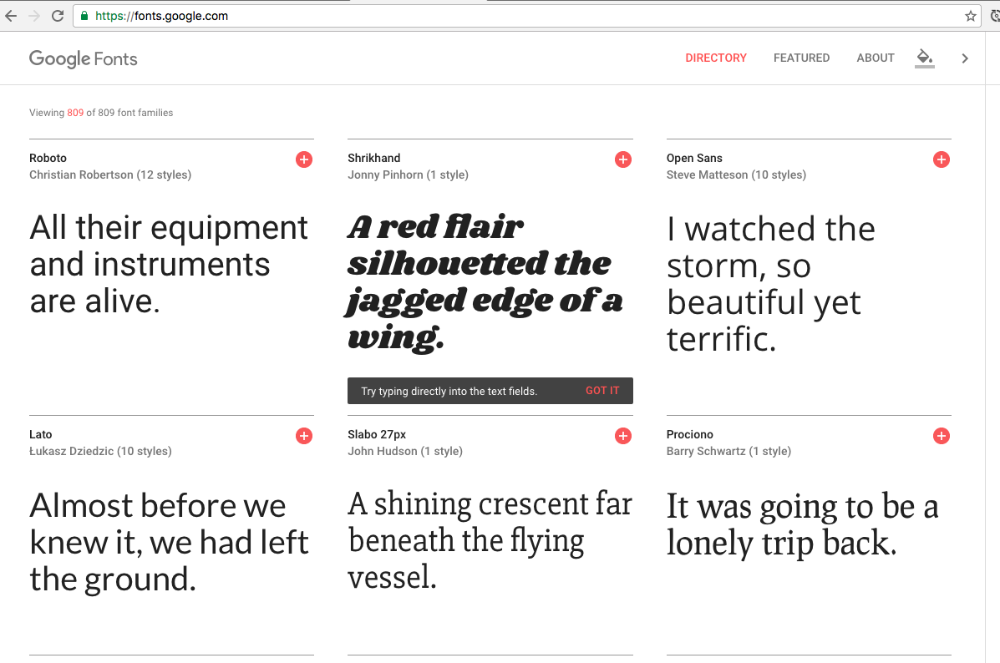 https://fonts.google.com
Google Fonts
DIRECTORY
FEATURED
ABOUT
Viewing 809 of 809 font families
Roboto
Christian Robertson (12 styles)
All their equipment
and instruments
are alive.
Shrikhand
Jonny Pinhorn (1 style)
A red flair
silhouetted the
jagged edge of a
wing.
Try typing directly into the text fields.
GOT IT
Open Sans
Steve Matteson (10 styles)
I watched the
storm, so
beautiful yet
terrific.
Lato
Łukasz Dziedzic (10 styles)
Almost before we
knew it, we had left
the ground.
Slabo 27px
John Hudson (1 style)
A shining crescent far
beneath the flying
vessel.
Prociono
Barry Schwartz (1 style)
It was going to be a
lonely trip back.